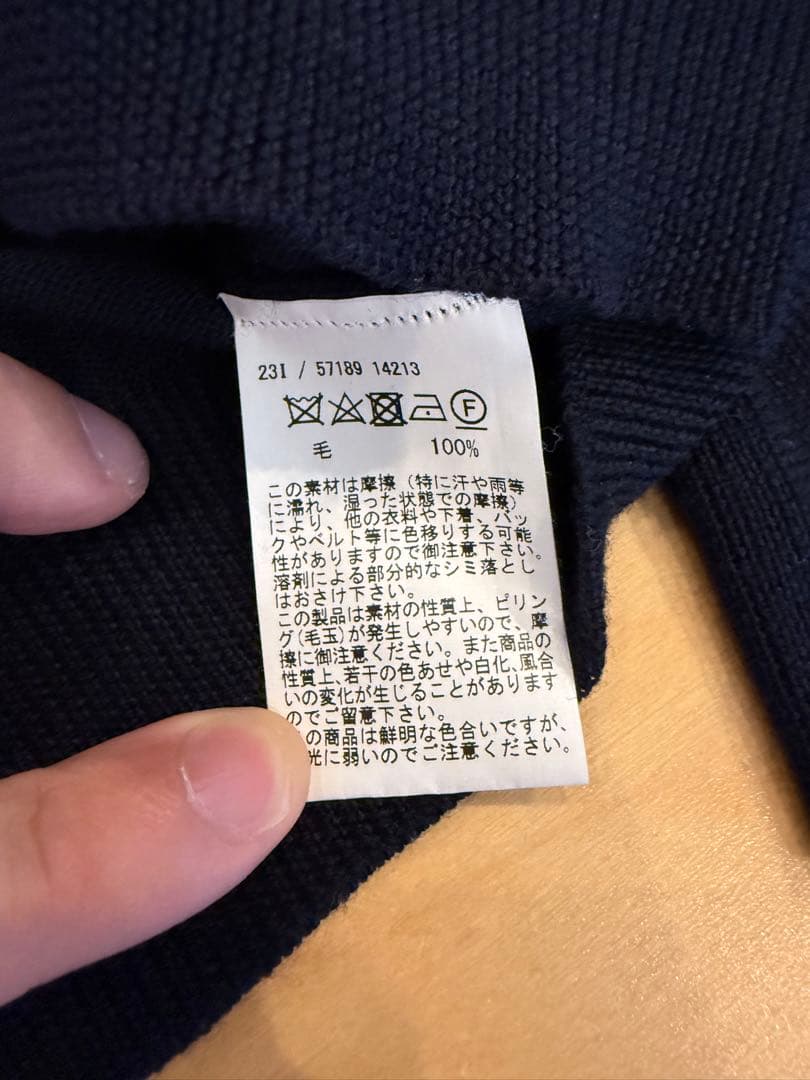 23I / 57189 14213
F
毛 100%
この素材は摩擦（特に汗や雨等
に濡れ、湿った状態での摩擦）
により、他の衣料や下着、バッ
クやベルト等に色移りする可能
性がありますので御注意下さい。
溶剤による部分的なシミ落とし
はおさけ下さい。
この製品は素材の性質上、ピリン
グ(毛玉)が発生しやすいので、摩
擦に御注意ください。また商品の
性質上、若干の色あせや白化、風合
いの変化が生じることがあります
のでご留意下さい。
の商品は鮮明な色合いですが、
光に弱いのでご注意ください。